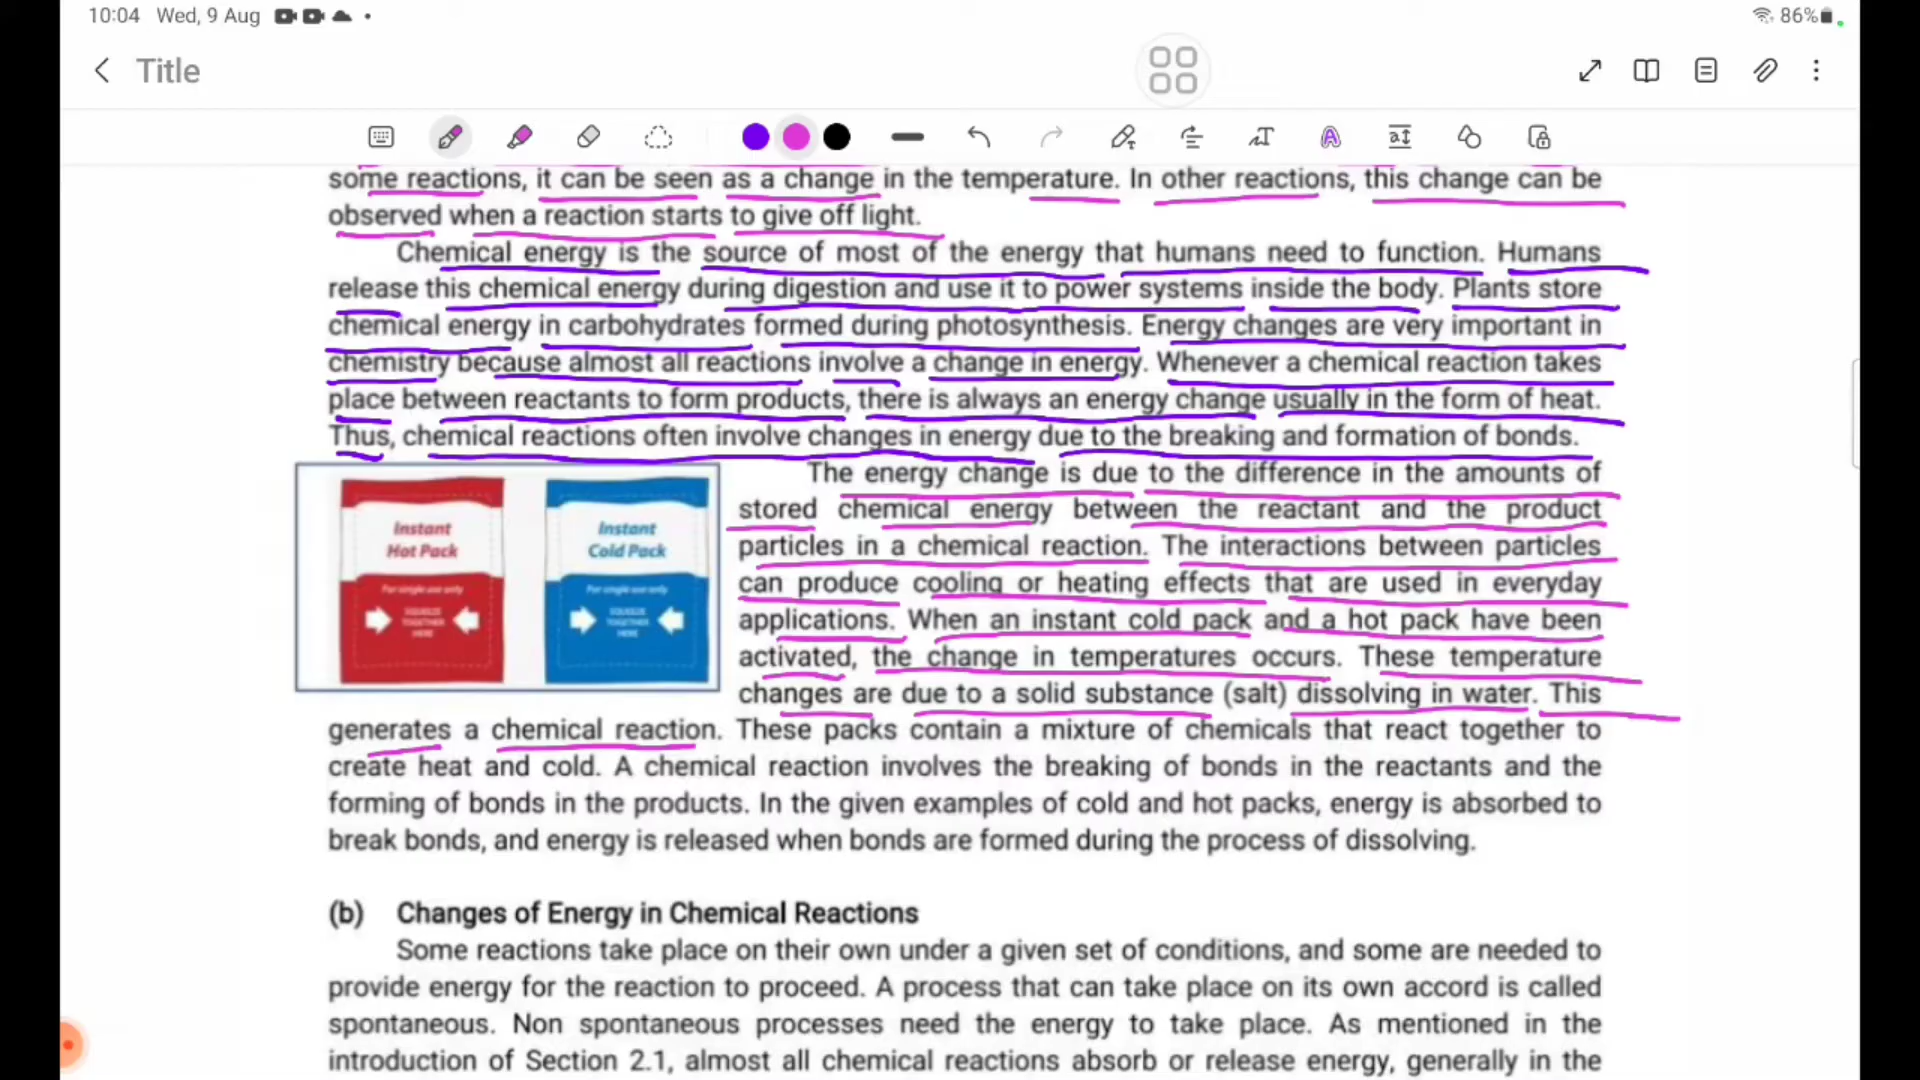 10:04 Wed, 9 Aug
86%
Title
some reactions, it can be seen as a change in the temperature. In other reactions, this change can be
observed when a reaction starts to give off light.
Chemical energy is the source of most of the energy that humans need to function. Humans
release this chemical energy during digestion and use it to power systems inside the body. Plants store
chemical energy in carbohydrates formed during photosynthesis. Energy changes are very important in
chemistry because almost all reactions involve a change in energy. Whenever a chemical reaction takes
place between reactants to form products, there is always an energy change usually in the form of heat.
Thus, chemical reactions often involve changes in energy due to the breaking and formation of bonds.
Instant
Hot Pack
For single use only
SQUEEZE
TOGETHER
HERE
Instant
Cold Pack
For single use only
SQUEEZE
TOGETHER
HERE
The energy change is due to the difference in the amounts of
stored chemical energy between the reactant and the product
particles in a chemical reaction. The interactions between particles
can produce cooling or heating effects that are used in everyday
applications. When an instant cold pack and a hot pack have been
activated, the change in temperatures occurs. These temperature
changes are due to a solid substance (salt) dissolving in water. This
generates a chemical reaction. These packs contain a mixture of chemicals that react together to
create heat and cold. A chemical reaction involves the breaking of bonds in the reactants and the
forming of bonds in the products. In the given examples of cold and hot packs, energy is absorbed to
break bonds, and energy is released when bonds are formed during the process of dissolving.
(b) Changes of Energy in Chemical Reactions
Some reactions take place on their own under a given set of conditions, and some are needed to
provide energy for the reaction to proceed. A process that can take place on its own accord is called
spontaneous. Non spontaneous processes need the energy to take place. As mentioned in the
introduction of Section 2.1, almost all chemical reactions absorb or release energy, generally in the